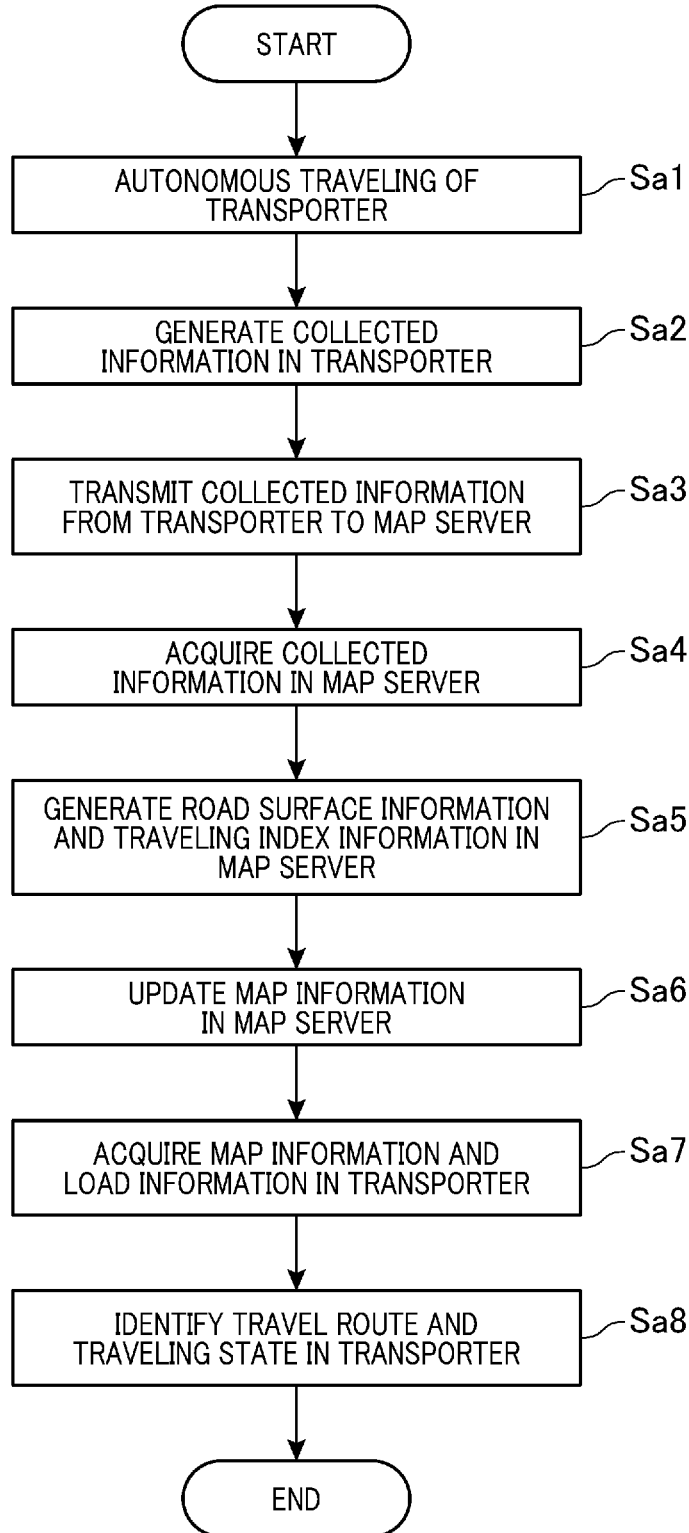 START
AUTONOMOUS TRAVELING OF
TRANSPORTER
Sa1
GENERATE COLLECTED
INFORMATION IN TRANSPORTER
Sa2
TRANSMIT COLLECTED INFORMATION
FROM TRANSPORTER TO MAP SERVER
Sa3
ACQUIRE COLLECTED
INFORMATION IN MAP SERVER
Sa4
GENERATE ROAD SURFACE INFORMATION
AND TRAVELING INDEX INFORMATION IN
MAP SERVER
Sa5
UPDATE MAP INFORMATION
IN MAP SERVER
Sa6
ACQUIRE MAP INFORMATION AND
LOAD INFORMATION IN TRANSPORTER
Sa7
IDENTIFY TRAVEL ROUTE AND
TRAVELING STATE IN TRANSPORTER
Sa8
END